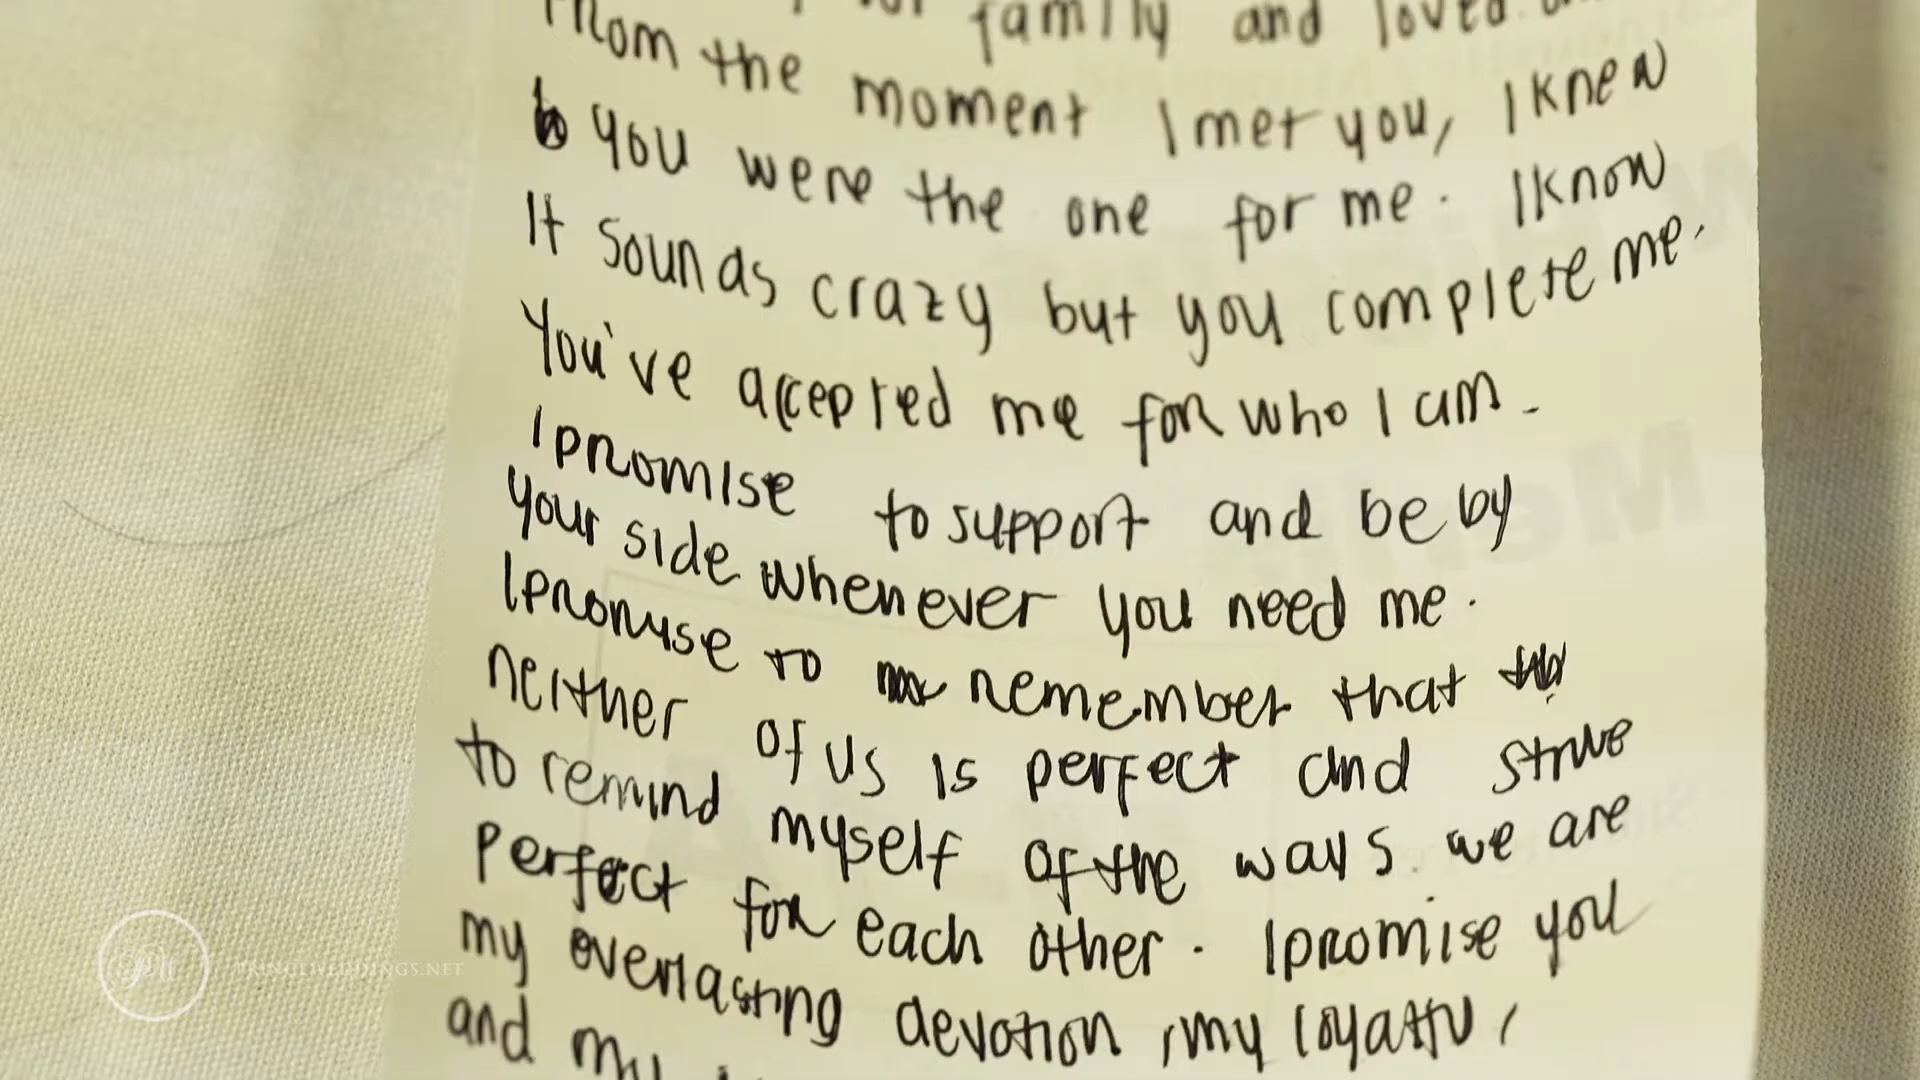 family and loved
From the moment I met you, I knew
you were the one for me. I know
It sounds crazy but you complete me.
You've accepted me for who I am.
I promise to support and be by
your side whenever you need me.
I promise to remember that
neither of us is perfect and strive
to remind myself of the ways we are
perfect for each other. I promise you
my everlasting devotion, my loyalty,
and my